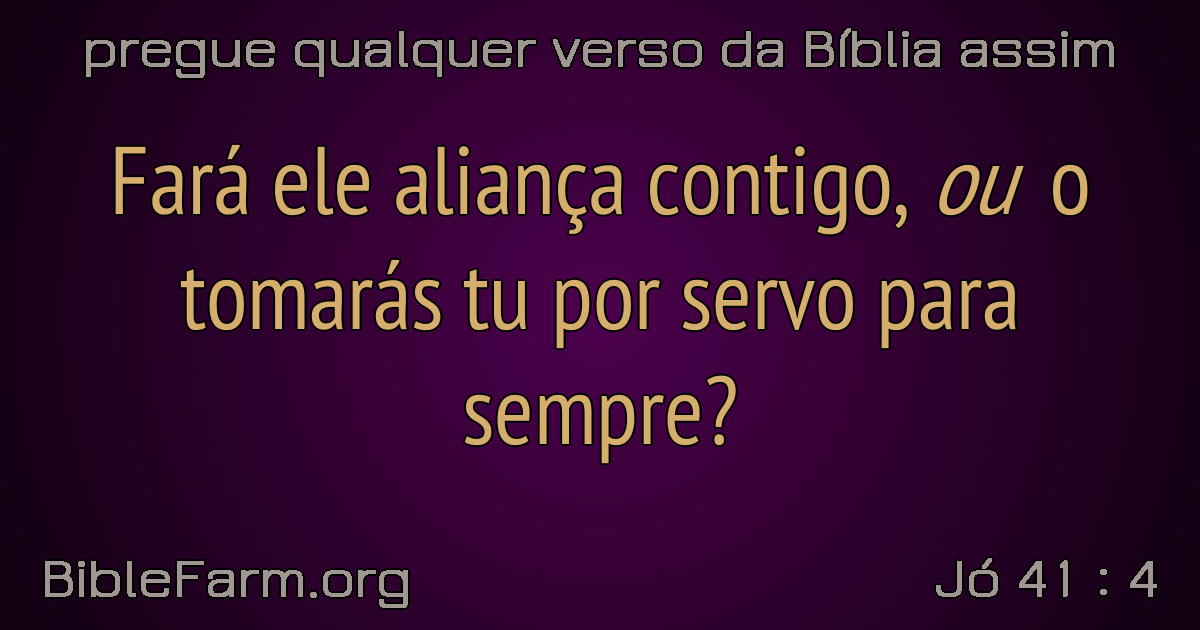 pregue qualquer verso da Bíblia assim
Fará ele aliança contigo, ou o
tomarás tu por servo para
sempre?
BibleFarm.org
Jó 41 : 4